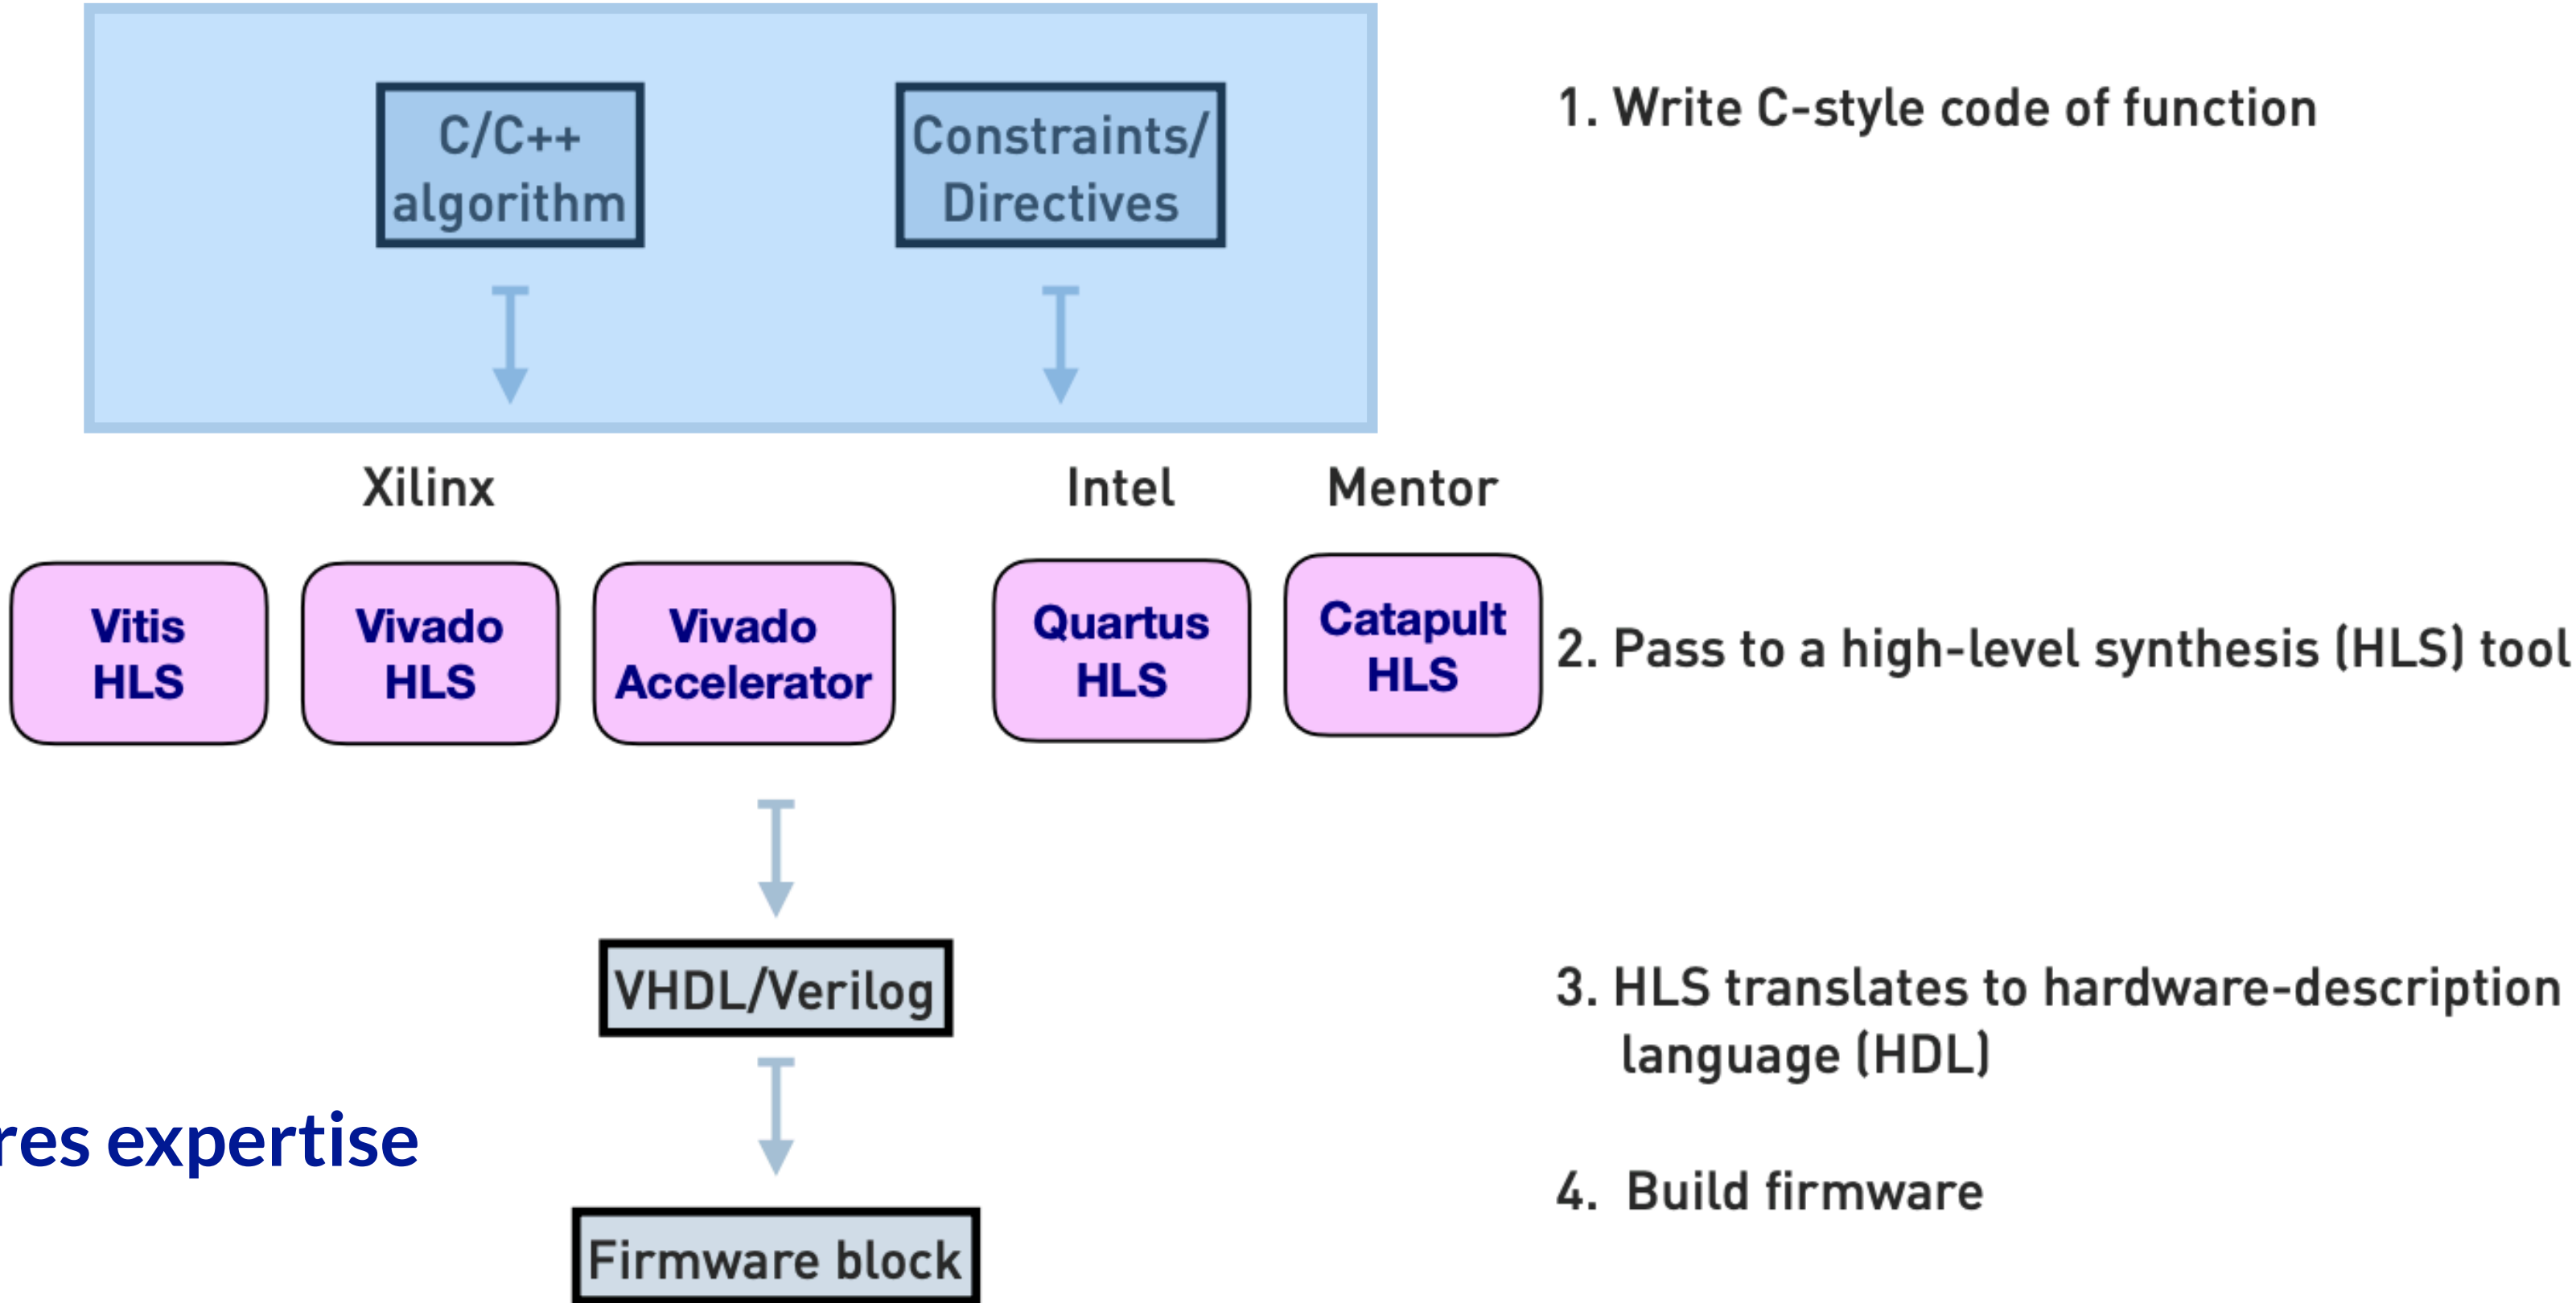 C/C++
algorithm
Constraints/
Directives
1. Write C-style code of function
Xilinx
Intel
Mentor
Vitis
HLS
Vivado
HLS
Vivado
Accelerator
Quartus
HLS
Catapult
HLS
2. Pass to a high-level synthesis (HLS) tool
VHDL/Verilog
3. HLS translates to hardware-description
language (HDL)
expertise
4. Build firmware
Firmware block